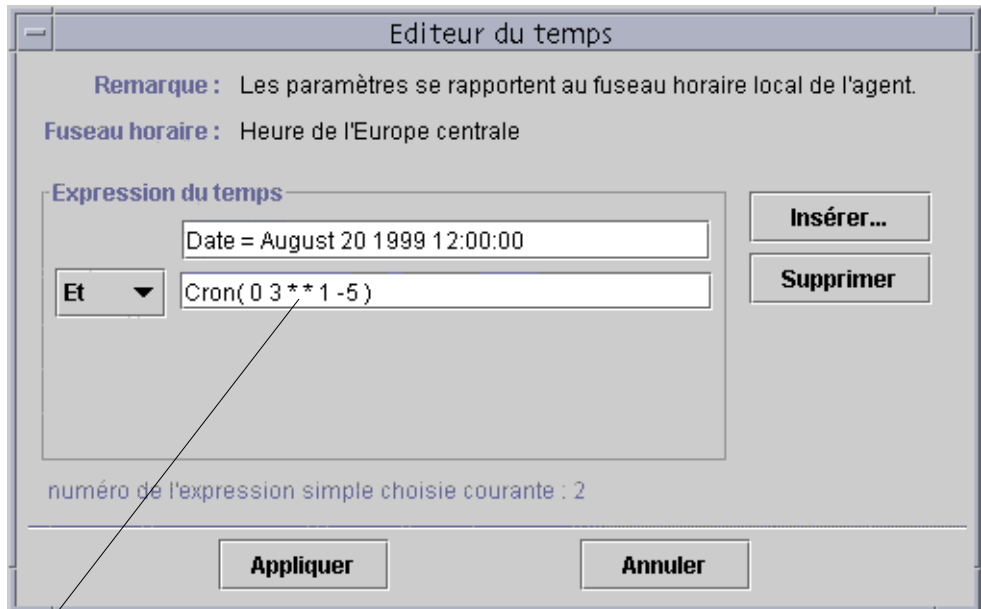 Editeur du temps
Remarque : Les paramètres se rapportent au fuseau horaire local de l'agent.
Fuseau horaire : Heure de l'Europe centrale
Expression du temps
Insérer...
Date = August 20 1999 12:00:00
Supprimer
Et
Cron( 0 3 * * 1 -5 )
numéro de l'expression simple choisie courante : 2
Appliquer
Annuler